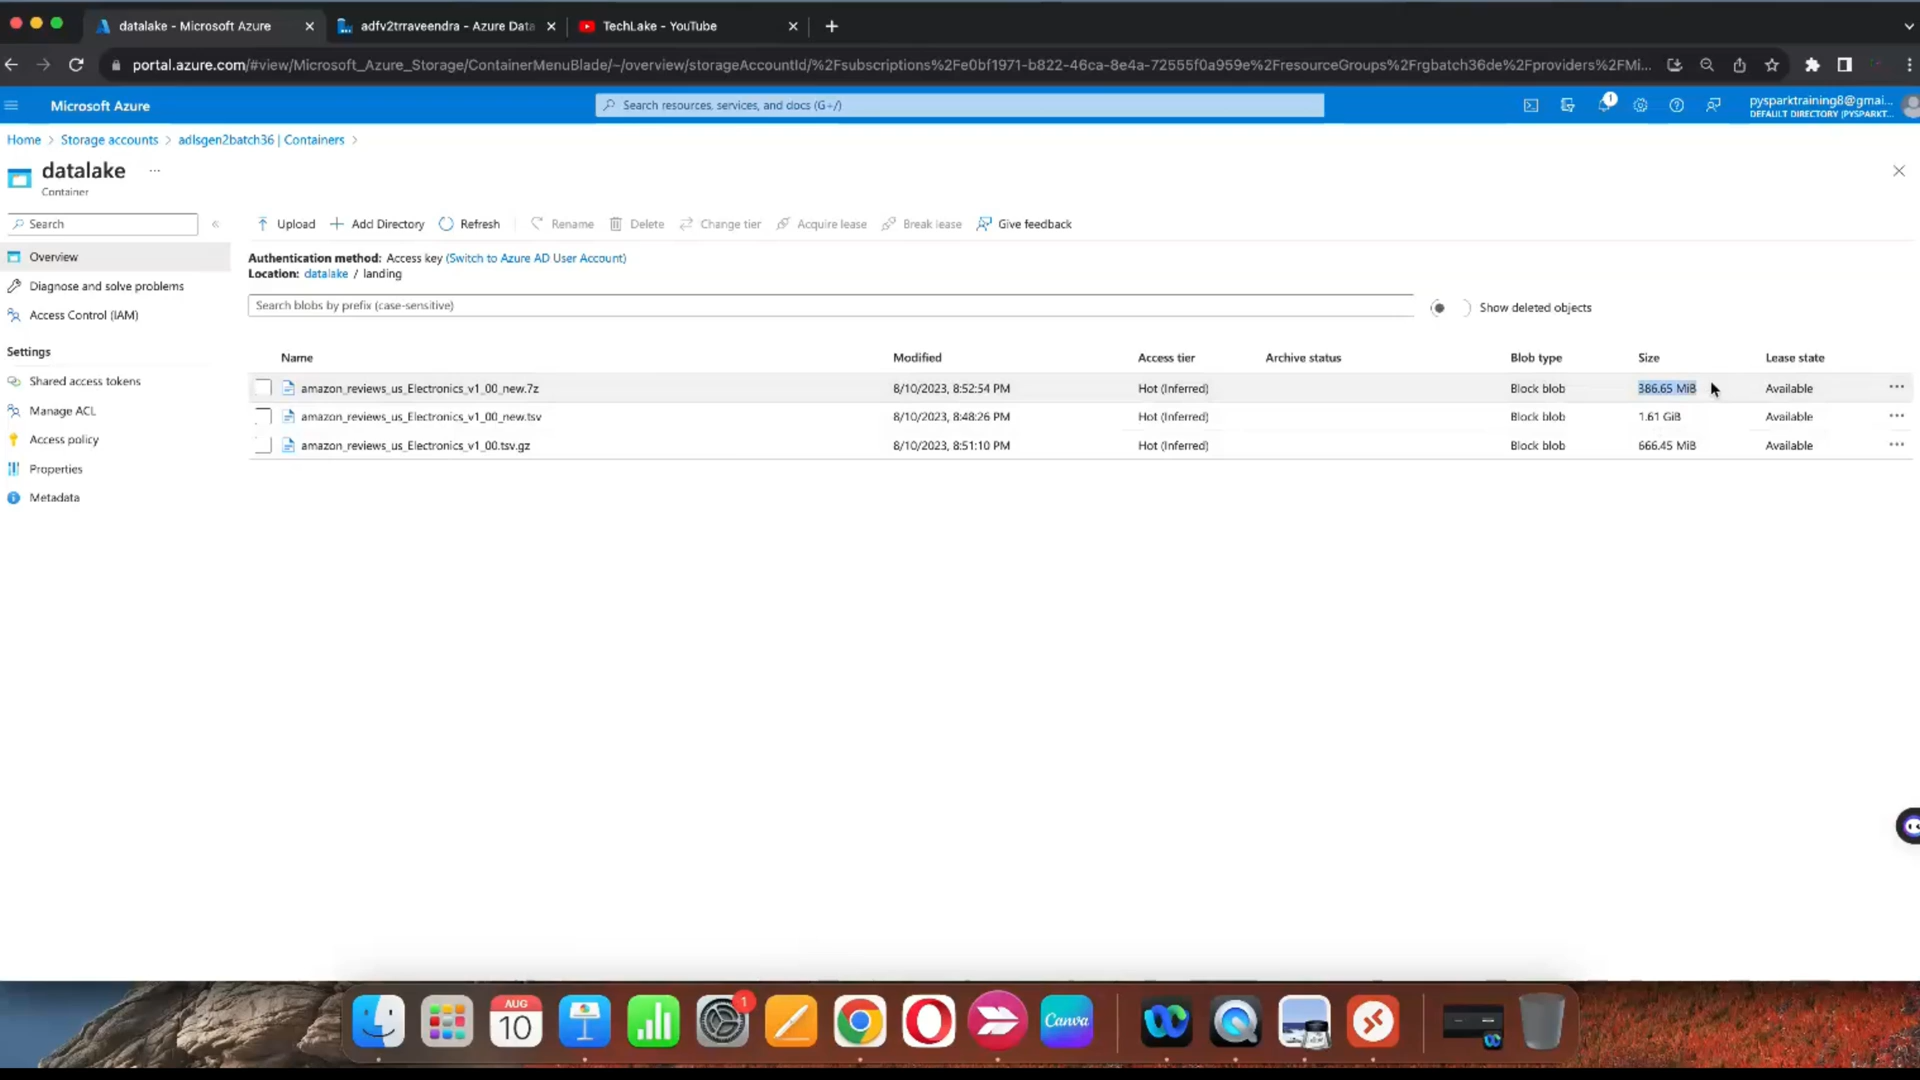 datalake - Microsoft Azure
adfv2trraveendra - Azure Data
TechLake - YouTube
portal.azure.com/#view/Microsoft_Azure_Storage/ContainerMenuBlade/~/overview/storageAccountId/%2Fsubscriptions%2Fe0bf1971-b822-46ca-8e4a-72555f0a959e%2FresourceGroups%2Frgbatch36de%2Fproviders%2FMi...
Microsoft Azure
Search resources, services, and docs (G+/)
1
pysparktraining8@gmai...
DEFAULT DIRECTORY (PYSPARKT...
Home > Storage accounts > adlsgen2batch36 | Containers >
datalake ...
Container
Search
«
Upload
Add Directory
Refresh
Rename
Delete
Change tier
Acquire lease
Break lease
Give feedback
Overview
Diagnose and solve problems
Access Control (IAM)
Settings
Shared access tokens
Manage ACL
Access policy
Properties
Metadata
Authentication method: Access key (Switch to Azure AD User Account)
Location: datalake / landing
Search blobs by prefix (case-sensitive)
Show deleted objects
Name Modified Access tier Archive status Blob type Size Lease state
amazon_reviews_us_Electronics_v1_00_new.7z 8/10/2023, 8:52:54 PM Hot (Inferred) Block blob 386.65 MiB Available ...
amazon_reviews_us_Electronics_v1_00_new.tsv 8/10/2023, 8:48:26 PM Hot (Inferred) Block blob 1.61 GiB Available ...
amazon_reviews_us_Electronics_v1_00.tsv.gz 8/10/2023, 8:51:10 PM Hot (Inferred) Block blob 666.45 MiB Available ...
AUG
10
1
Canva